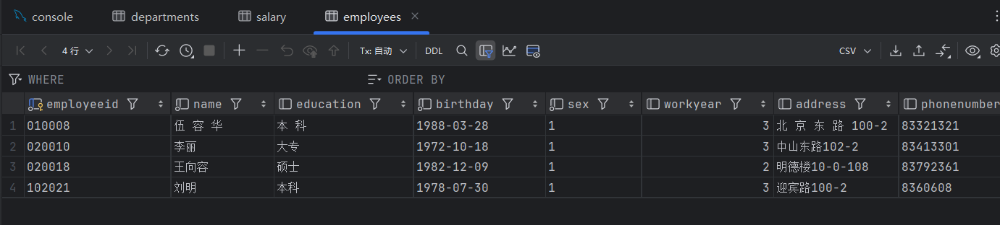 console departments salary employees
4 行 Tx: 自动 DDL CSV
WHERE ORDER BY
employeeid name education birthday sex workyear address phonenumber
1 010008 伍 容 华 本 科 1988-03-28 1 3 北 京 东 路 100-2 83321321
2 020010 李丽 大专 1972-10-18 1 3 中山东路102-2 83413301
3 020018 王向容 硕士 1982-12-09 1 2 明德楼10-0-108 83792361
4 102021 刘明 本科 1978-07-30 1 3 迎宾路100-2 8360608